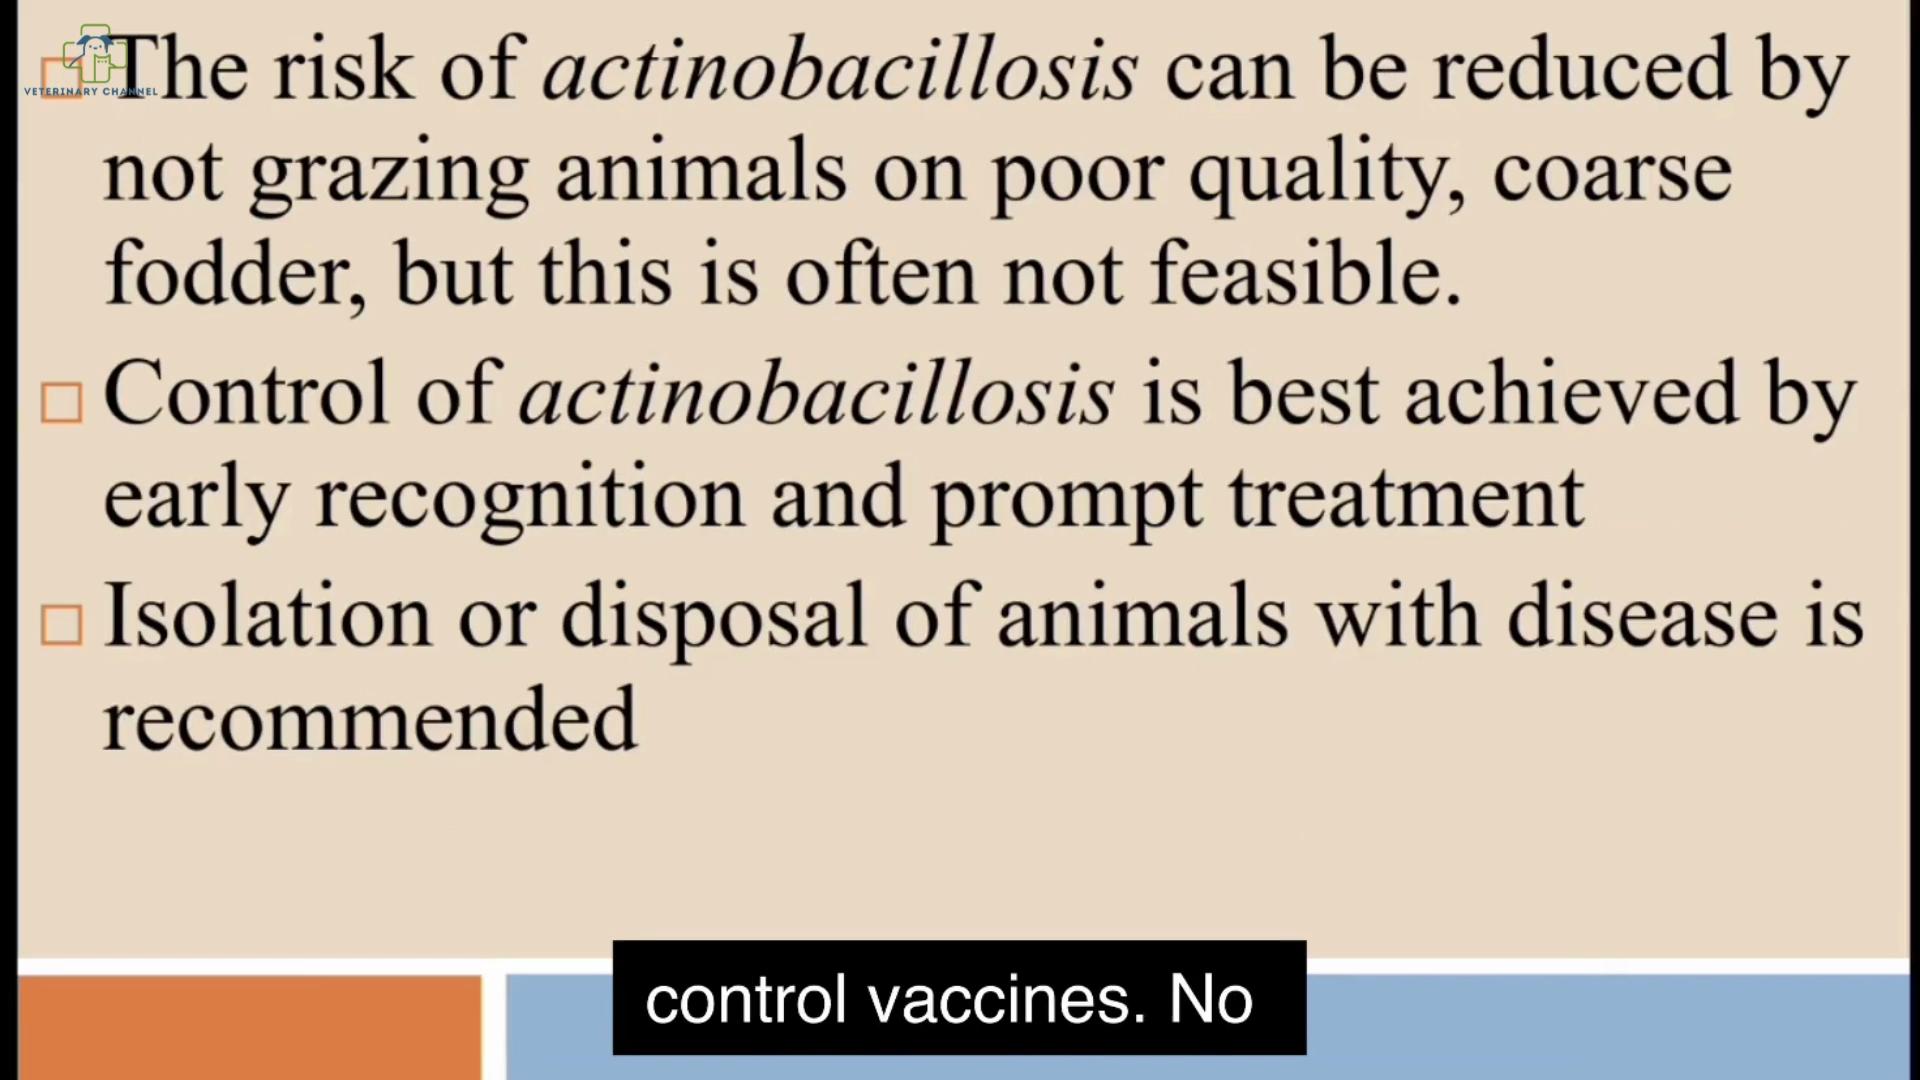 VETERINARY CHANNEL
The risk of actinobacillosis can be reduced by
not grazing animals on poor quality, coarse
fodder, but this is often not feasible.
Control of actinobacillosis is best achieved by
early recognition and prompt treatment
Isolation or disposal of animals with disease is
recommended
control vaccines. No